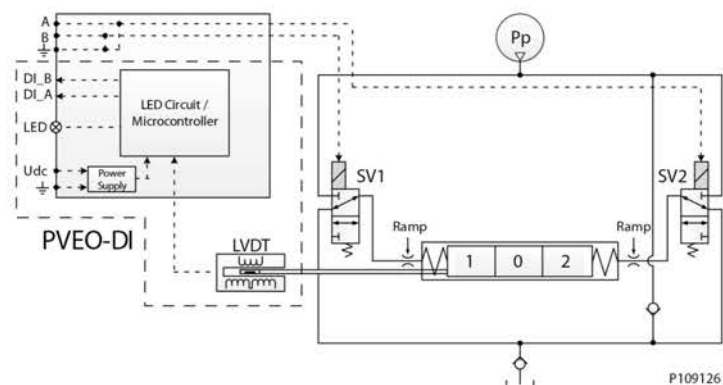 A
B
DI_B
DI_A
LED
Udc
LED Circuit /
Microcontroller
Power
Supply
PVEO-DI
LVDT
Pp
SV1
SV2
Ramp
Ramp
1 0 2
P109126